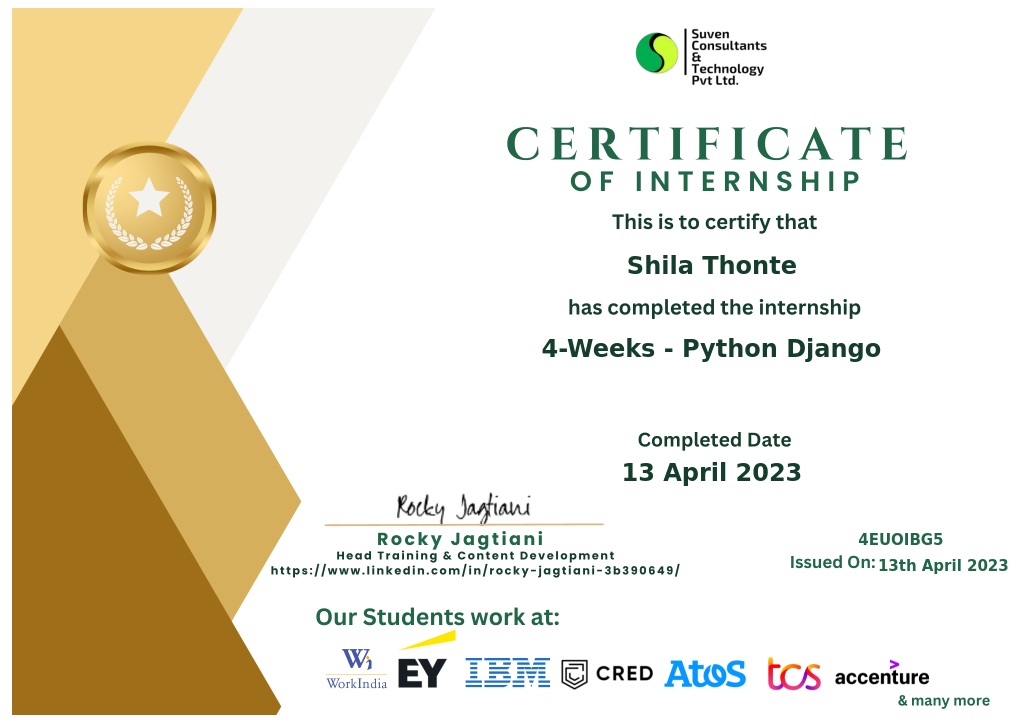 Suven
Consultants
&
Technology
Pvt Ltd.
CERTIFICATE
OF INTERNSHIP
This is to certify that
Shila Thonte
has completed the internship
4-Weeks - Python Django
Completed Date
13 April 2023
Rocky Jagtiani
Rocky Jagtiani
Head Training & Content Development
https://www.linkedin.com/in/rocky-jagtiani-3b390649/
4EUOIBG5
Issued On: 13th April 2023
Our Students work at:
WorkIndia EY IBM CRED Atos tcs accenture
& many more